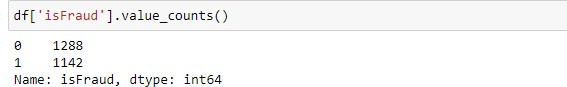 df['isFraud'].value_counts()
0    1288
1    1142
Name: isFraud, dtype: int64